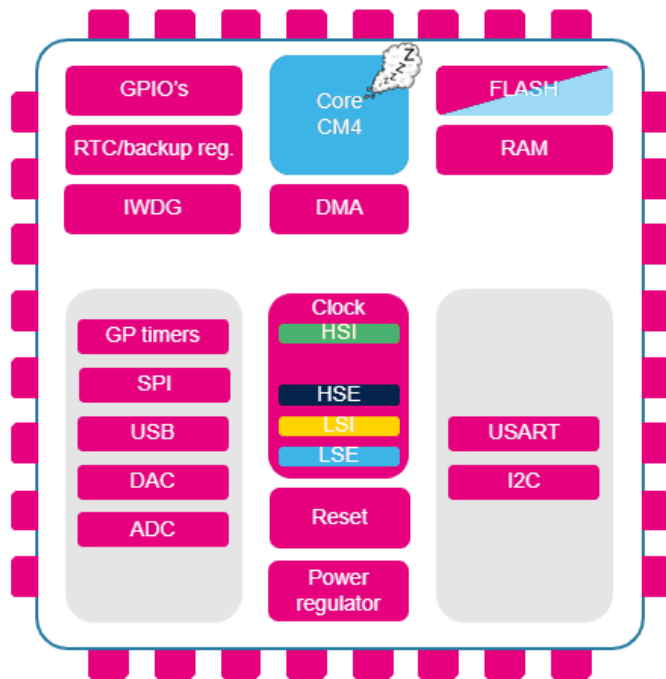 GPIO's
RTC/backup reg.
IWDG
Core
CM4
z z z z Z
DMA
FLASH
RAM
GP timers
SPI
USB
DAC
ADC
Clock
HSI
HSE
LSI
LSE
Reset
Power
regulator
USART
I2C